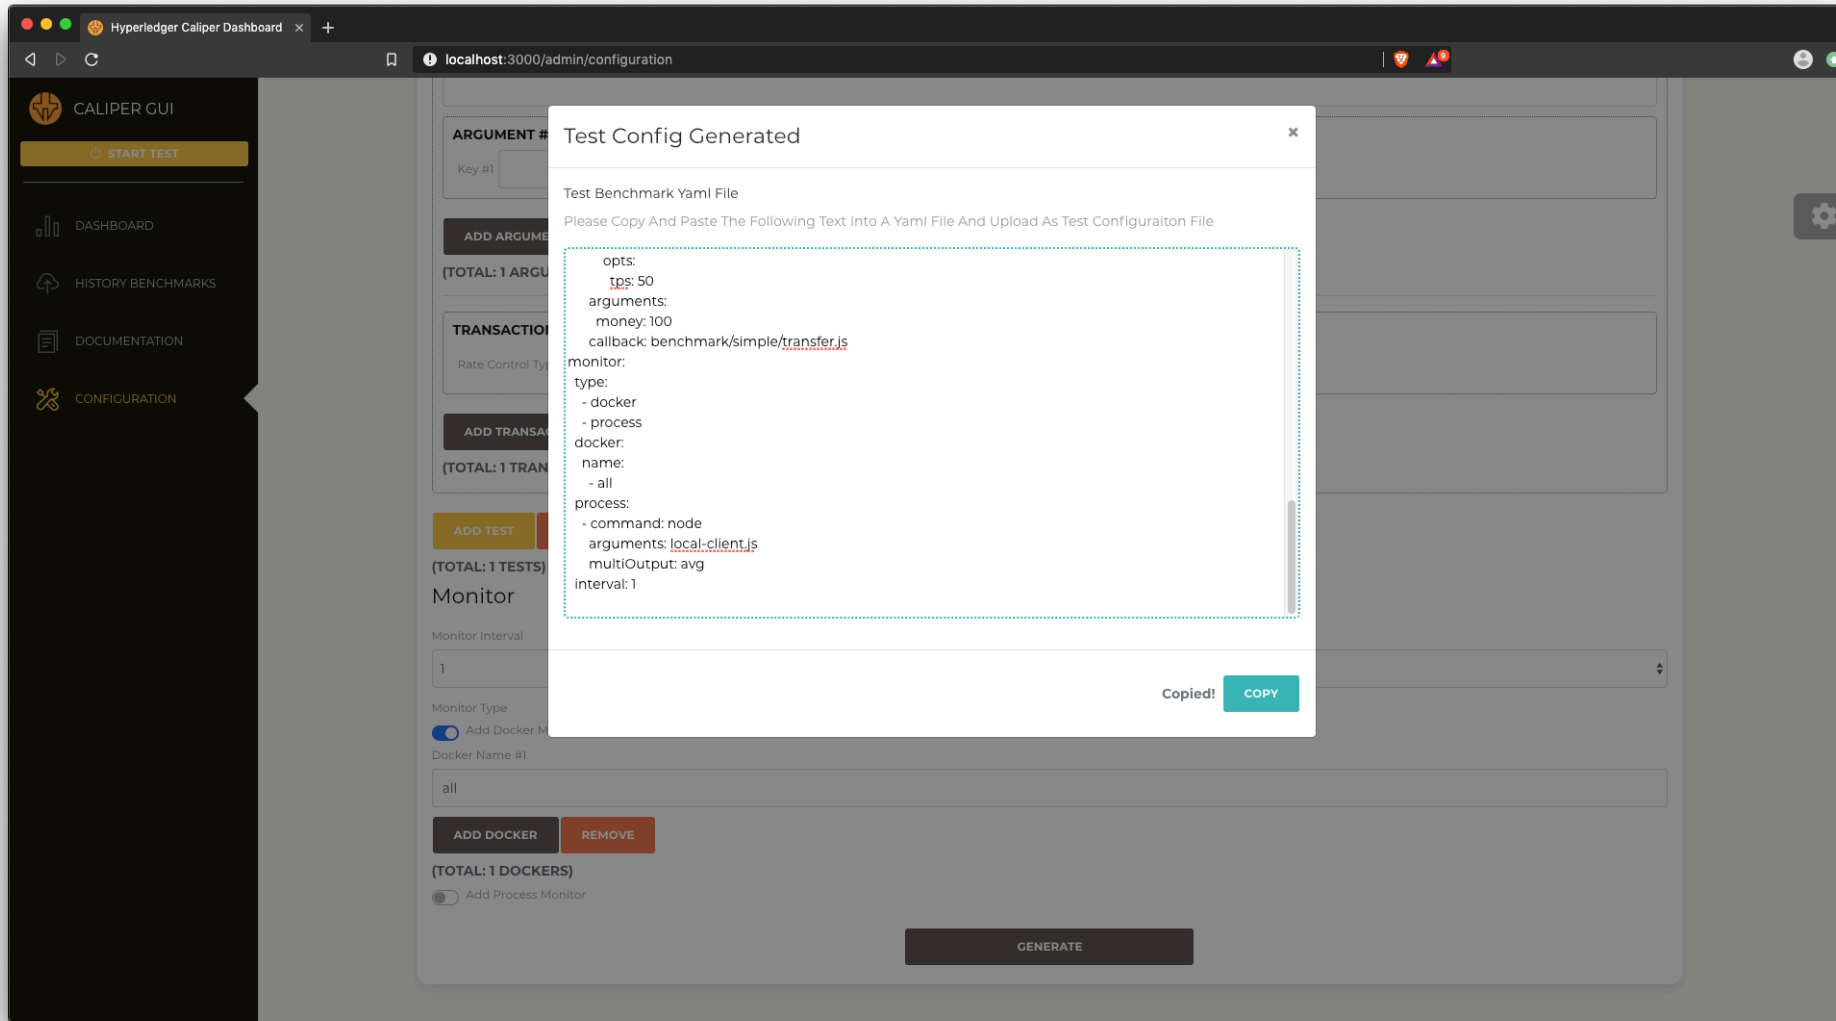 Hyperledger Caliper Dashboard
localhost:3000/admin/configuration
9
CALIPER GUI
START TEST
DASHBOARD
HISTORY BENCHMARKS
DOCUMENTATION
CONFIGURATION
ARGUMENT #
Key #1
ADD ARGUME
(TOTAL: 1 ARGU
TRANSACTION
Rate Control Typ
ADD TRANSAC
(TOTAL: 1 TRAN
ADD TEST
(TOTAL: 1 TESTS)
Monitor
Monitor Interval
1
Monitor Type
Add Docker M
Docker Name #1
all
ADD DOCKER REMOVE
(TOTAL: 1 DOCKERS)
Add Process Monitor
GENERATE
Test Config Generated
Test Benchmark Yaml File
Please Copy And Paste The Following Text Into A Yaml File And Upload As Test Configuraiton File
opts:
tps: 50
arguments:
money: 100
callback: benchmark/simple/transfer.js
monitor:
type:
- docker
- process
docker:
name:
- all
process:
- command: node
arguments: local-client.js
multiOutput: avg
interval: 1
Copied! COPY